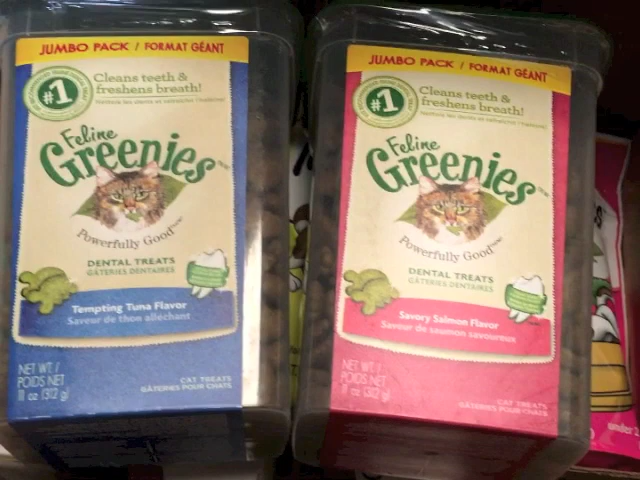 JUMBO PACK / FORMAT GÉANT
#1
Cleans teeth &
freshens breath!
Feline
Greenies
Powerfully Good
DENTAL TREATS
GÂTERIES DENTAIRES
Tempting Tuna Flavor
Saveur de thon alléchant
NET WT. /
POIDS NET
11 oz (312 g)
CAT TREATS
GÂTERIES POUR CHATS
JUMBO PACK / FORMAT GÉANT
#1
Cleans teeth &
freshens breath!
Feline
Greenies
Powerfully Good
DENTAL TREATS
GÂTERIES DENTAIRES
Savory Salmon Flavor
Saveur de saumon savoureux
NET WT. /
POIDS NET
11 oz (312 g)
CAT TREATS
GÂTERIES POUR CHATS
under